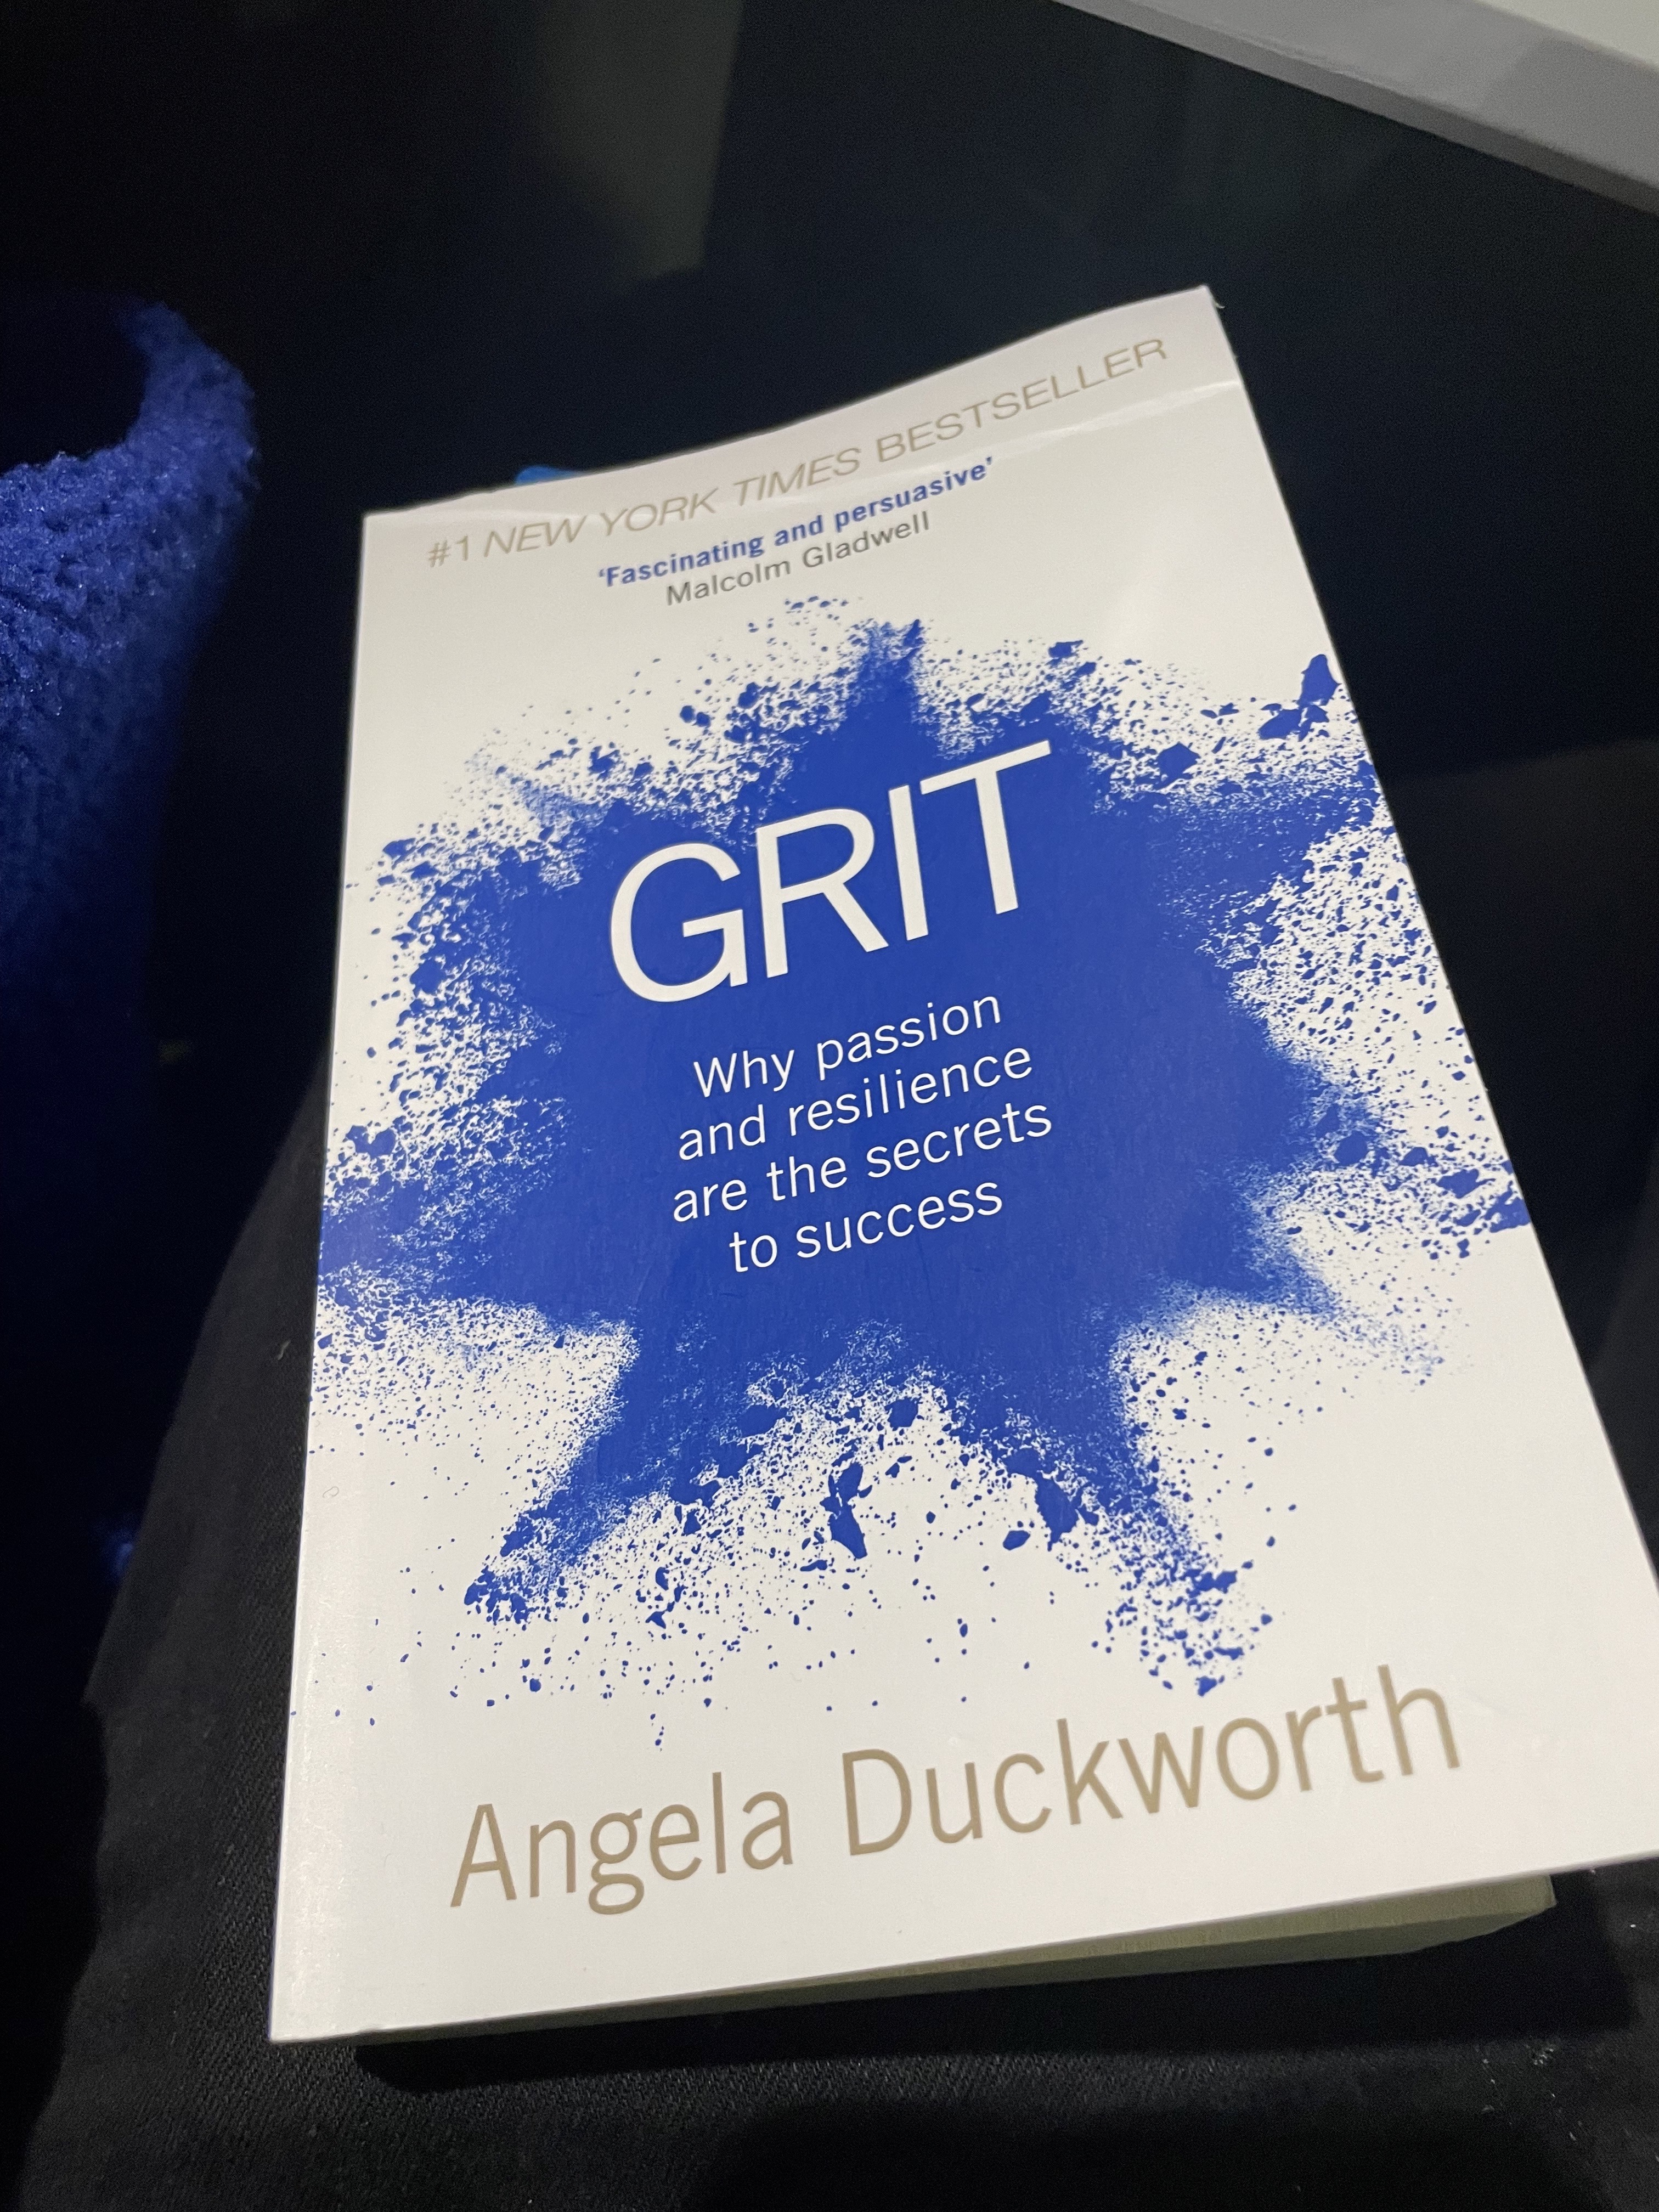 #1 NEW YORK TIMES BESTSELLER
‘Fascinating and persuasive’
Malcolm Gladwell
GRIT
Why passion
and resilience
are the secrets
to success
Angela Duckworth